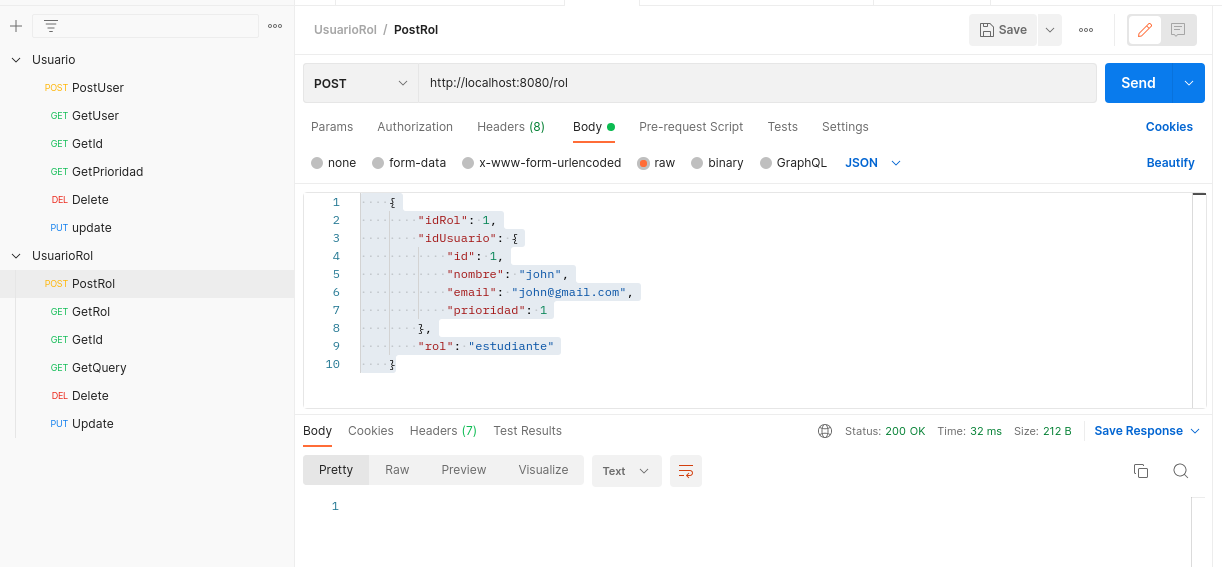 Usuario
POST PostUser
GET GetUser
GET GetId
GET GetPrioridad
DEL Delete
PUT update
UsuarioRol
POST PostRol
GET GetRol
GET GetId
GET GetQuery
DEL Delete
PUT Update
UsuarioRol / PostRol
Save
POST http://localhost:8080/rol Send
Params Authorization Headers (8) Body Pre-request Script Tests Settings Cookies
none form-data x-www-form-urlencoded raw binary GraphQL JSON Beautify
1 {
2 "idRol": 1,
3 "idUsuario": {
4 "id": 1,
5 "nombre": "john",
6 "email": "john@gmail.com",
7 "prioridad": 1
8 },
9 "rol": "estudiante"
10 }
Body Cookies Headers (7) Test Results Status: 200 OK Time: 32 ms Size: 212 B Save Response
Pretty Raw Preview Visualize Text
1